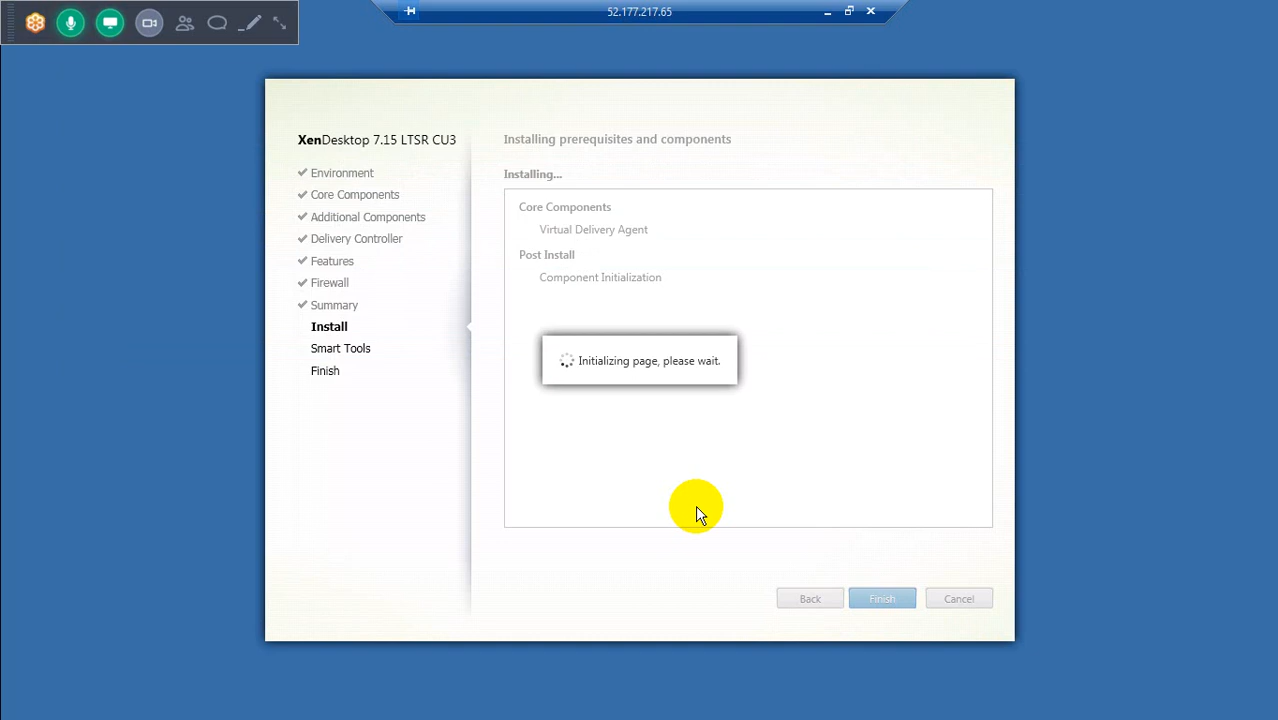 52.177.217.65
XenDesktop 7.15 LTSR CU3
Environment
Core Components
Additional Components
Delivery Controller
Features
Firewall
Summary
Install
Smart Tools
Finish
Installing prerequisites and components
Installing...
Core Components
Virtual Delivery Agent
Post Install
Component Initialization
Initializing page, please wait.
Back Finish Cancel